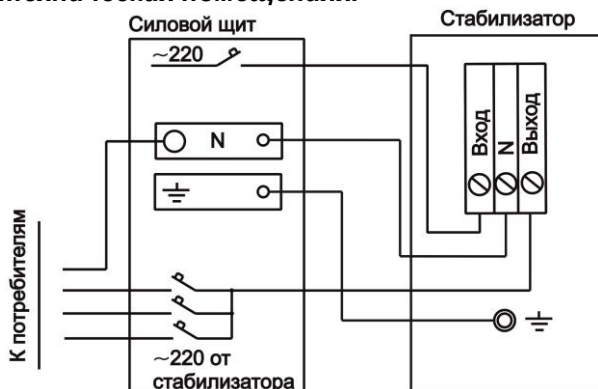 Силовой щит
Стабилизатор
~220
N
Вход
N
Выход
К потребителям
~220 от
стабилизатора